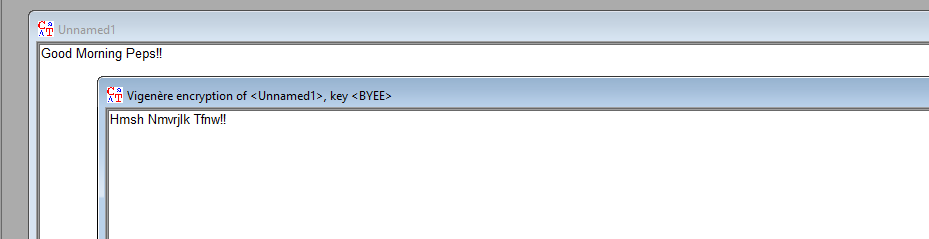 Unnamed1
Good Morning Peps!!
Vigenère encryption of <Unnamed1>, key <BYEE>
Hmsh Nmvrjlk Tfnw!!